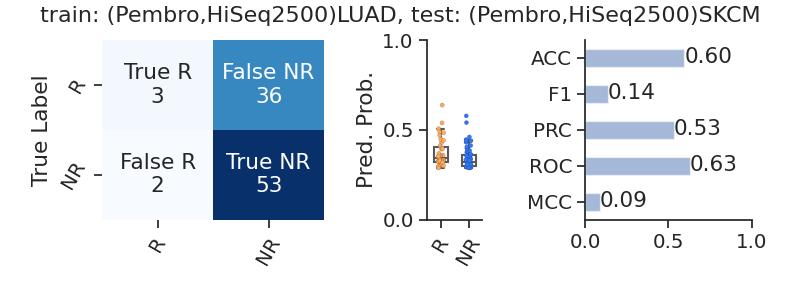 train: (Pembro,HiSeq2500)LUAD, test: (Pembro,HiSeq2500)SKCM
True Label
R
NR
True R
3
False NR
36
False R
2
True NR
53
R
NR
Pred. Prob.
1.0
0.5
0.0
R
NR
ACC
0.60
F1
0.14
PRC
0.53
ROC
0.63
MCC
0.09
0.0
0.5
1.0